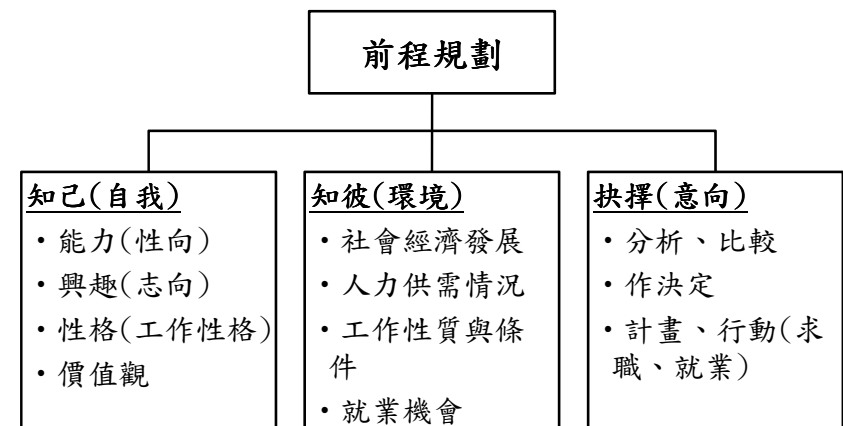 前程規劃
知己(自我)
・能力(性向)
・興趣(志向)
・性格(工作性格)
・價值觀
知彼(環境)
・社會經濟發展
・人力供需情況
・工作性質與條
件
・就業機會
抉擇(意向)
・分析、比較
・作決定
・計畫、行動(求
職、就業)